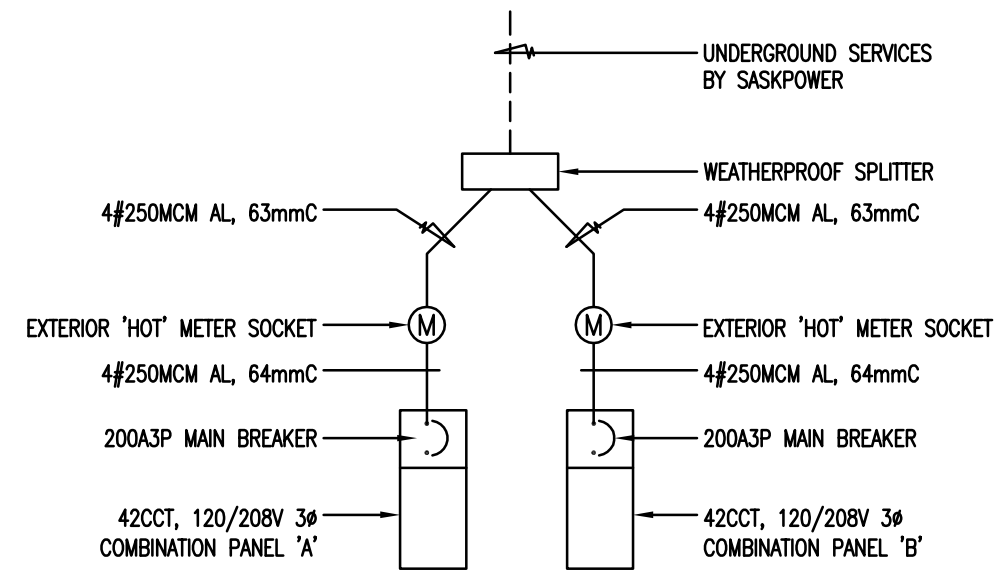 UNDERGROUND SERVICES
BY SASKPOWER
WEATHERPROOF SPLITTER
4#250MCM AL, 63mmC
4#250MCM AL, 63mmC
EXTERIOR 'HOT' METER SOCKET
M
M
EXTERIOR 'HOT' METER SOCKET
4#250MCM AL, 64mmC
4#250MCM AL, 64mmC
200A3P MAIN BREAKER
200A3P MAIN BREAKER
42CCT, 120/208V 3ø
COMBINATION PANEL 'A'
42CCT, 120/208V 3ø
COMBINATION PANEL 'B'